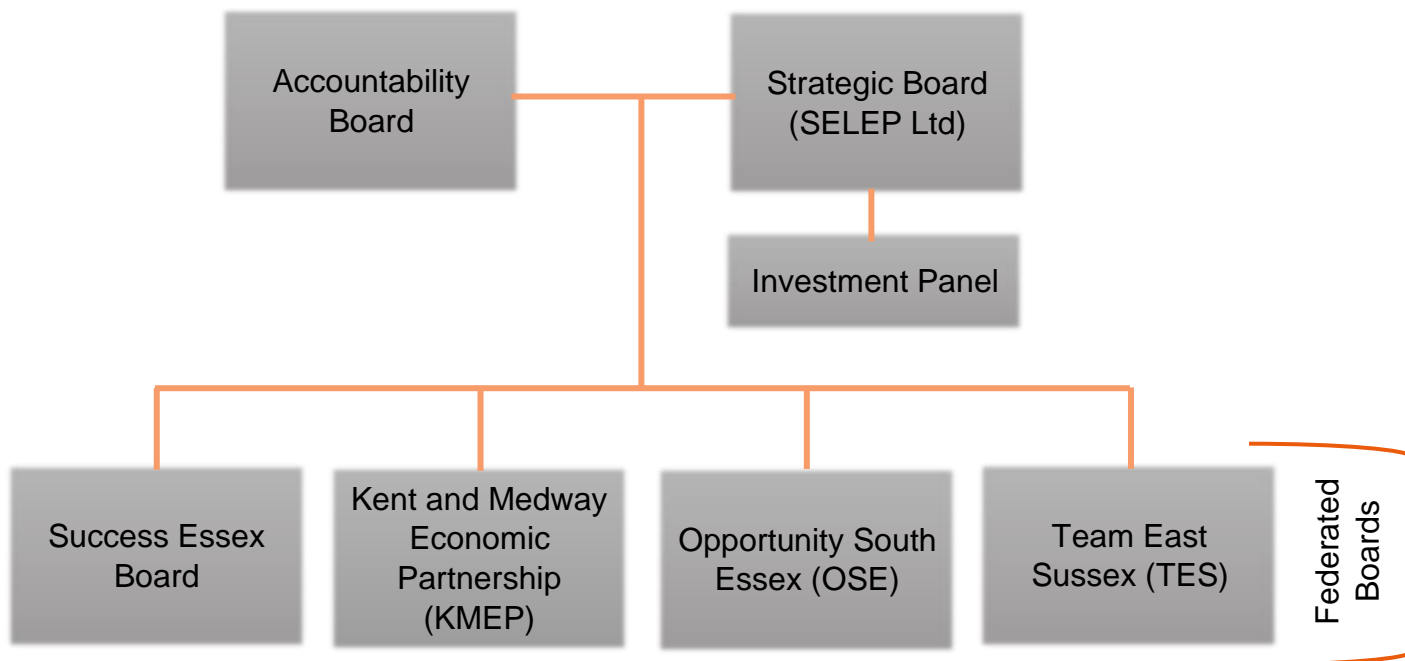 Accountability
Board
Strategic Board
(SELEP Ltd)
Investment Panel
Success Essex
Board
Kent and Medway
Economic
Partnership
(KMEP)
Opportunity South
Essex (OSE)
Team East
Sussex (TES)
Federated
Boards